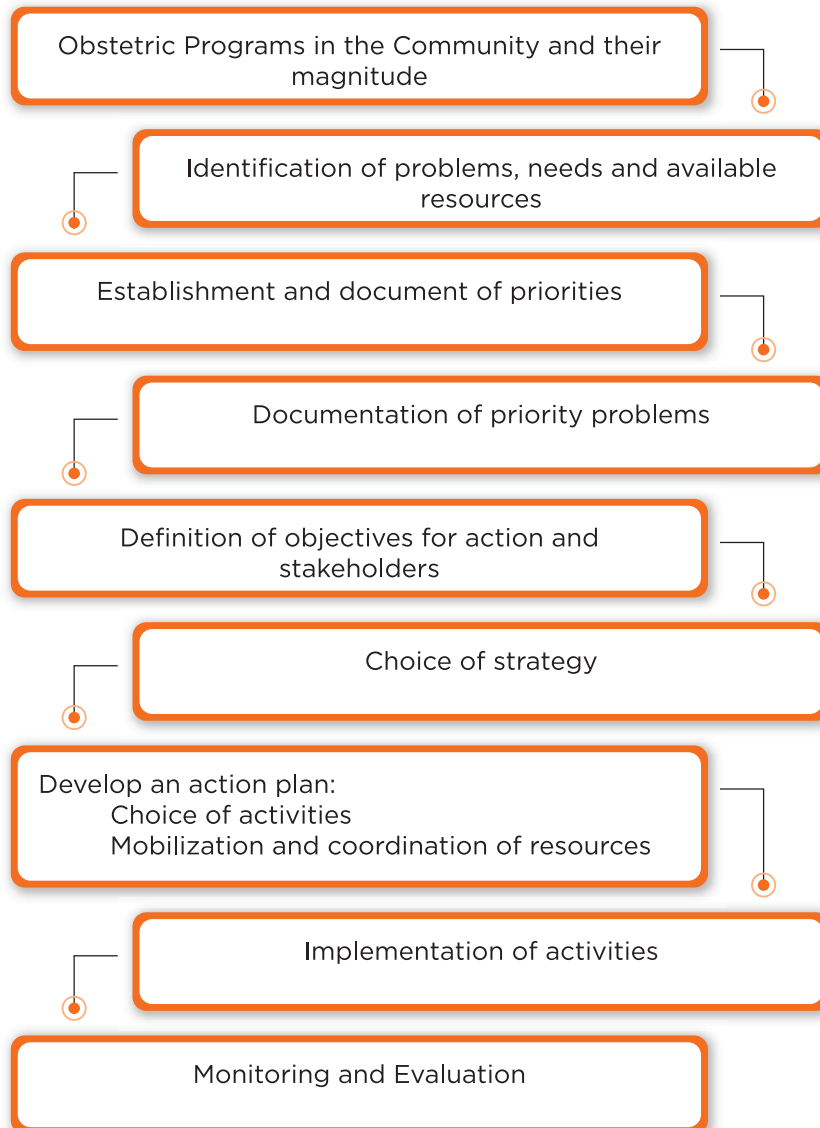 Obstetric Programs in the Community and their
magnitude
Identification of problems, needs and available
resources
Establishment and document of priorities
Documentation of priority problems
Definition of objectives for action and
stakeholders
Choice of strategy
Develop an action plan:
Choice of activities
Mobilization and coordination of resources
Implementation of activities
Monitoring and Evaluation